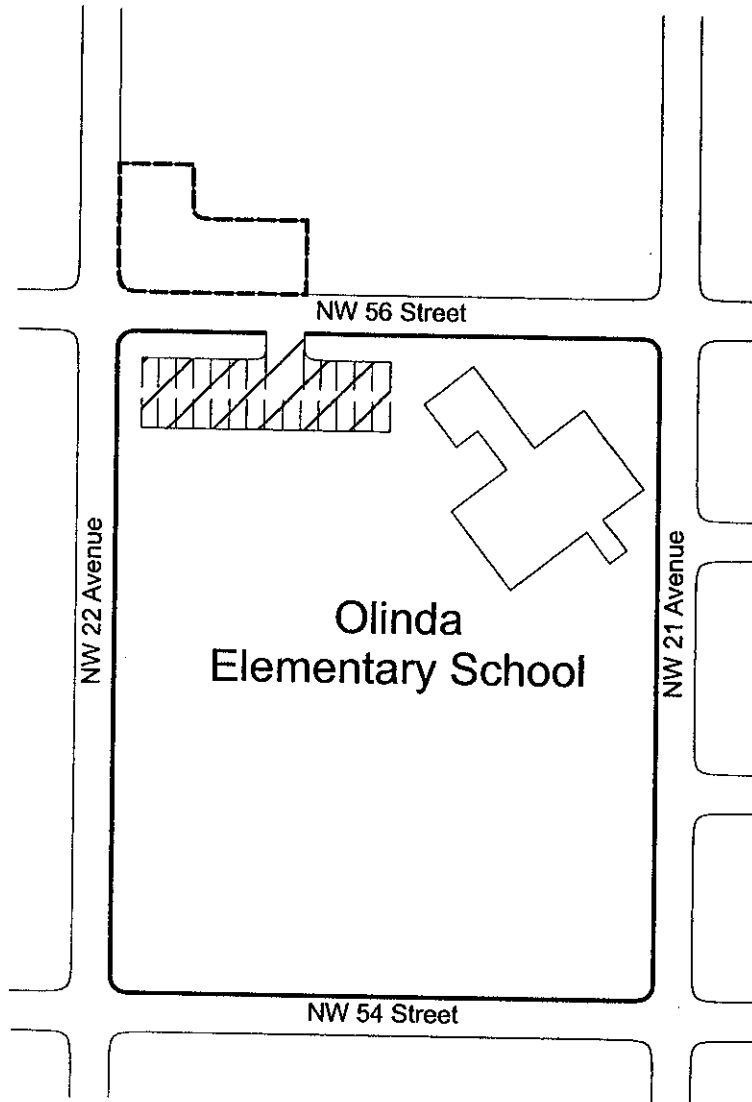 NW 56 Street
NW 22 Avenue
Olinda
Elementary School
NW 21 Avenue
NW 54 Street